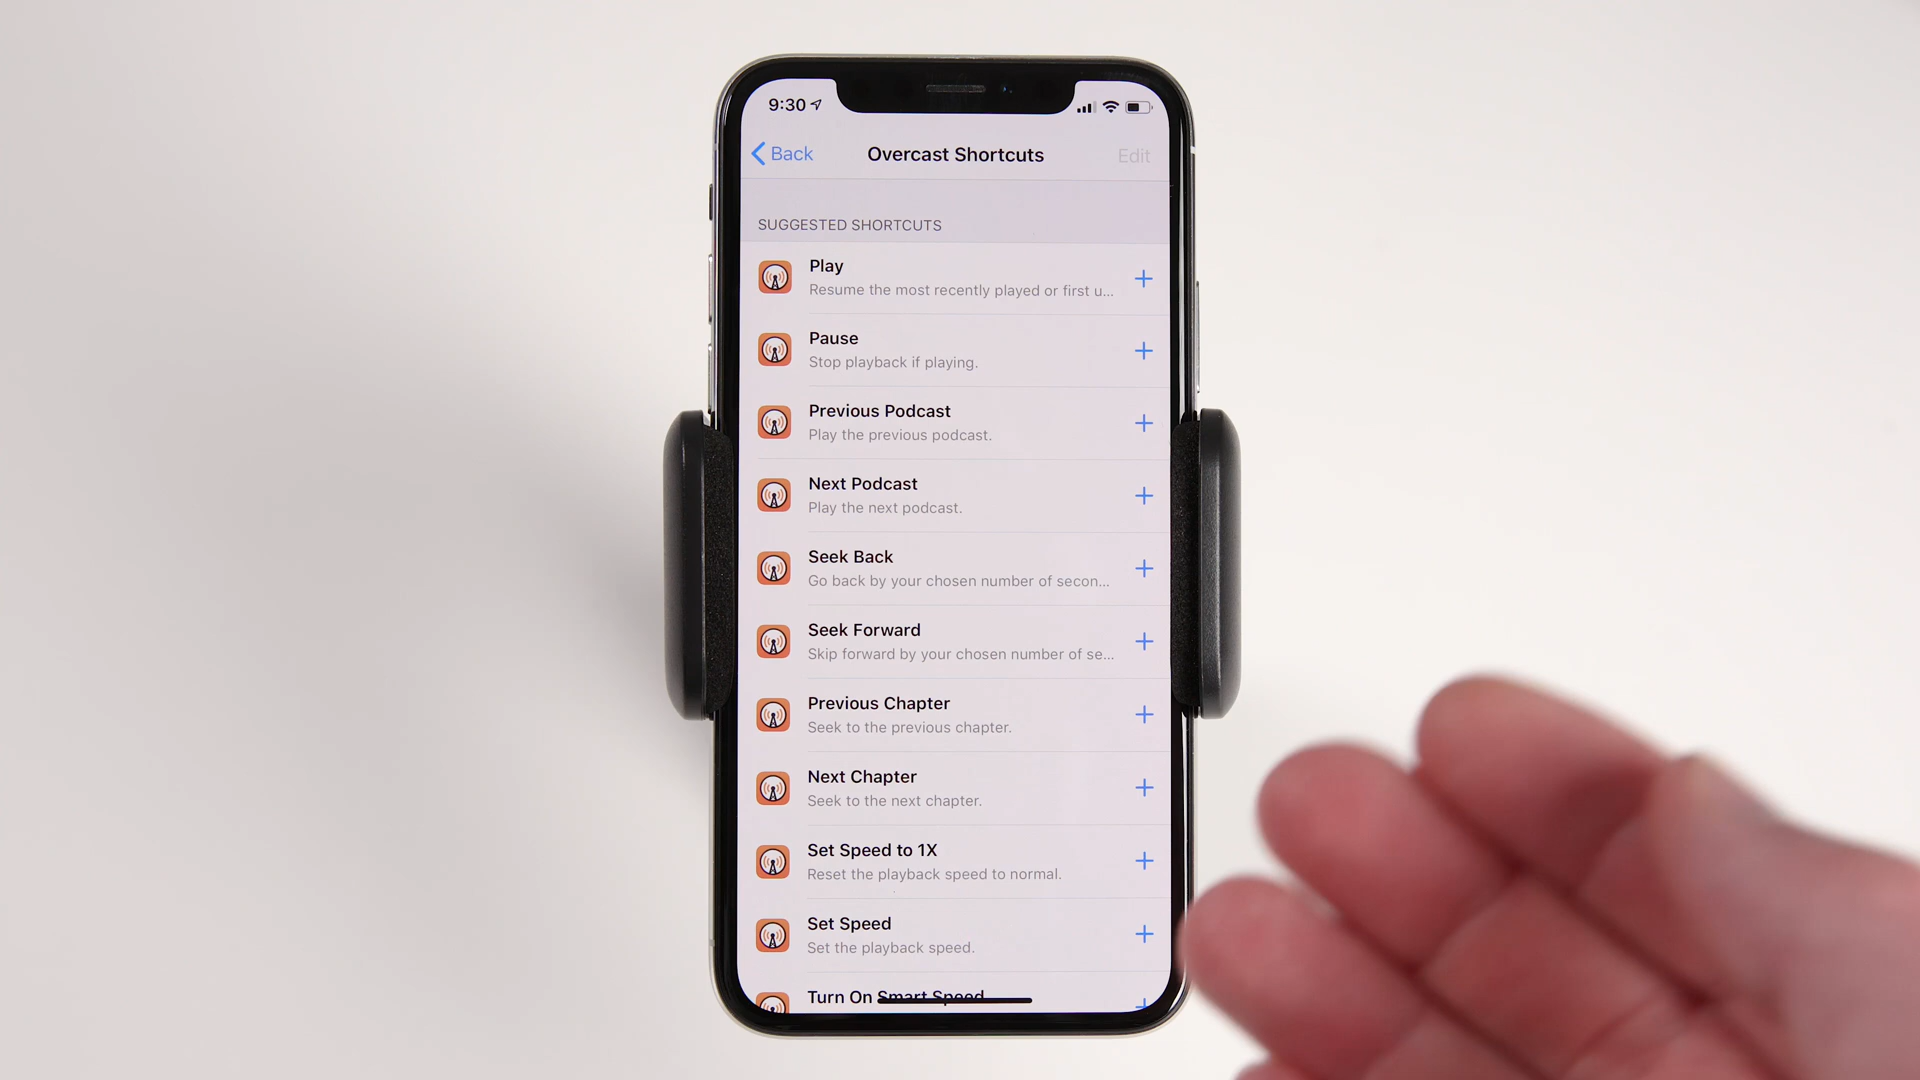 9:30
Back
Overcast Shortcuts
Edit
SUGGESTED SHORTCUTS
Play
Resume the most recently played or first u...
Pause
Stop playback if playing.
Previous Podcast
Play the previous podcast.
Next Podcast
Play the next podcast.
Seek Back
Go back by your chosen number of secon...
Seek Forward
Skip forward by your chosen number of se...
Previous Chapter
Seek to the previous chapter.
Next Chapter
Seek to the next chapter.
Set Speed to 1X
Reset the playback speed to normal.
Set Speed
Set the playback speed.
Turn On Smart Speed